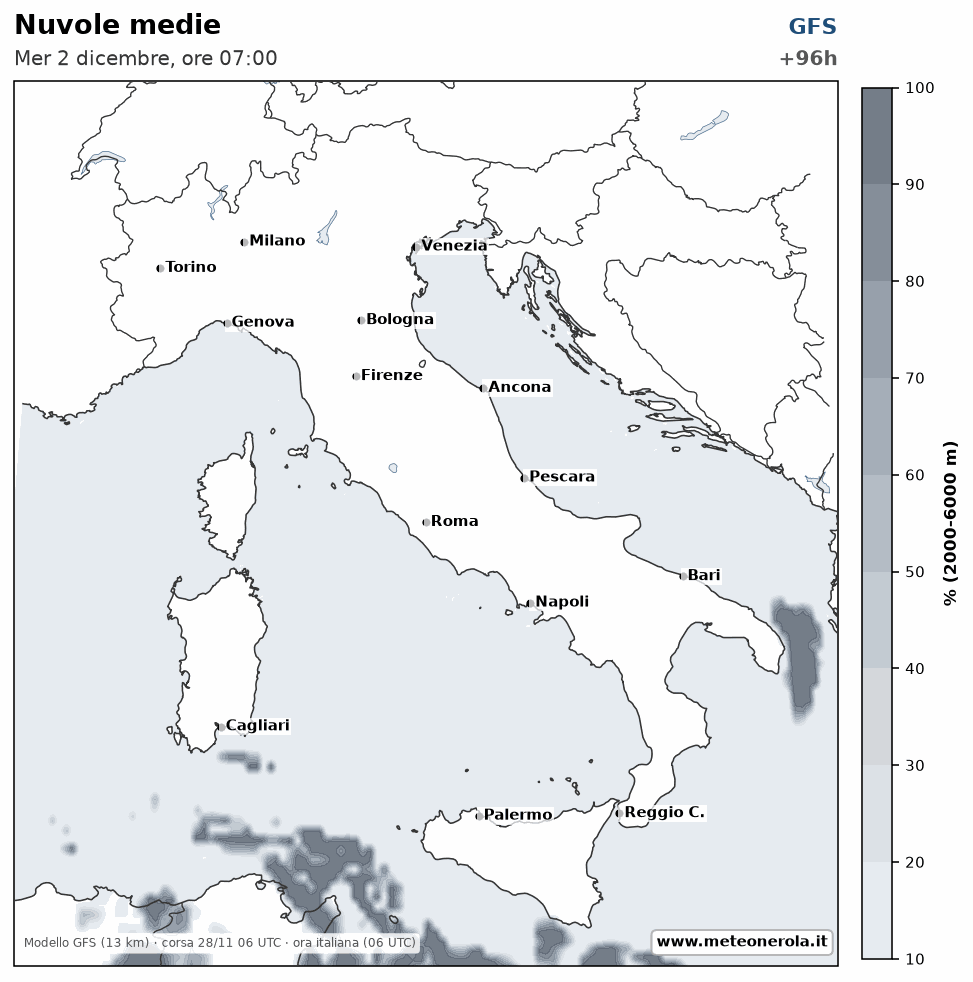 Nuvole medie
GFS
Mer 2 dicembre, ore 07:00
+96h
100
90
80
70
60
50
40
30
20
10
% (2000-6000 m)
Milano
Venezia
Torino
Genova
Bologna
Firenze
Ancona
Pescara
Roma
Bari
Napoli
Cagliari
Palermo
Reggio C.
Modello GFS (13 km) · corsa 28/11 06 UTC · ora italiana (06 UTC)
www.meteonerola.it